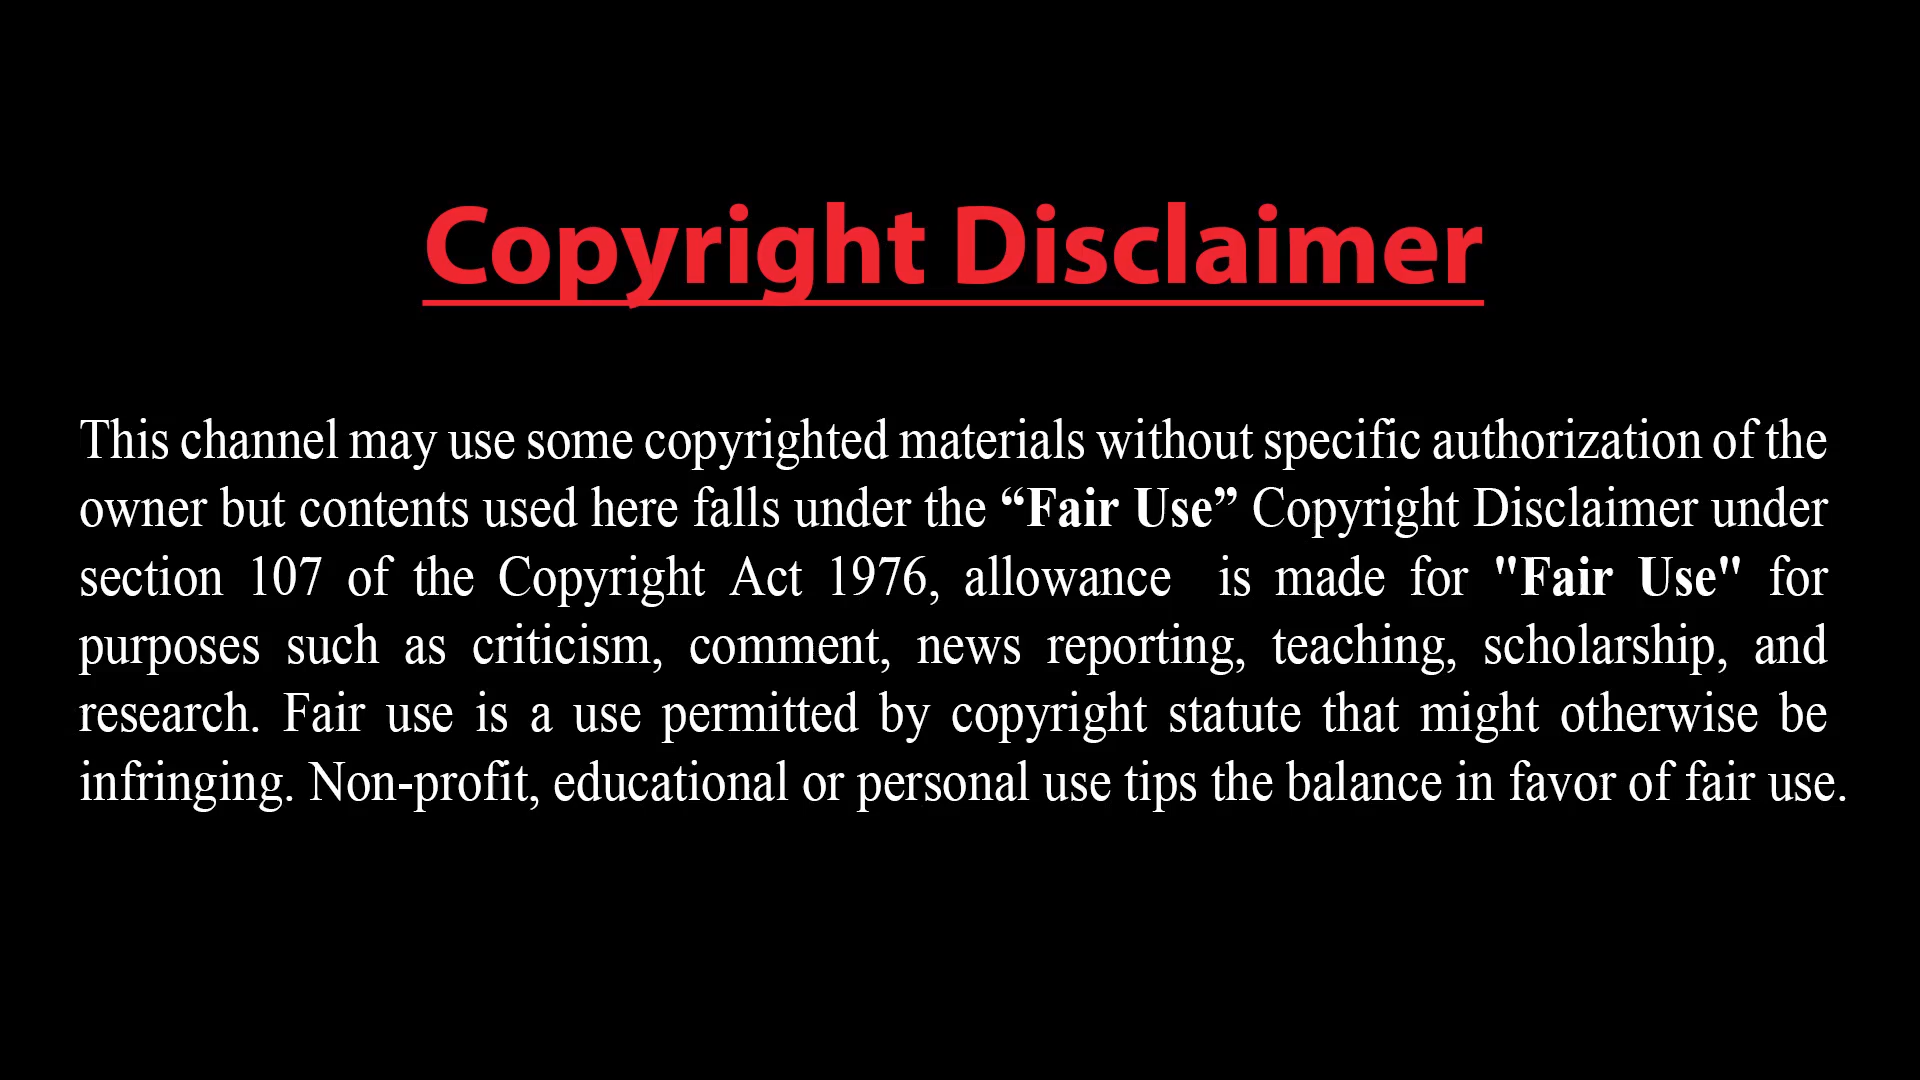 Copyright Disclaimer
This channel may use some copyrighted materials without specific authorization of the
owner but contents used here falls under the “Fair Use” Copyright Disclaimer under
section 107 of the Copyright Act 1976, allowance  is made for "Fair Use" for
purposes such as criticism, comment, news reporting, teaching, scholarship, and
research. Fair use is a use permitted by copyright statute that might otherwise be
infringing. Non-profit, educational or personal use tips the balance in favor of fair use.